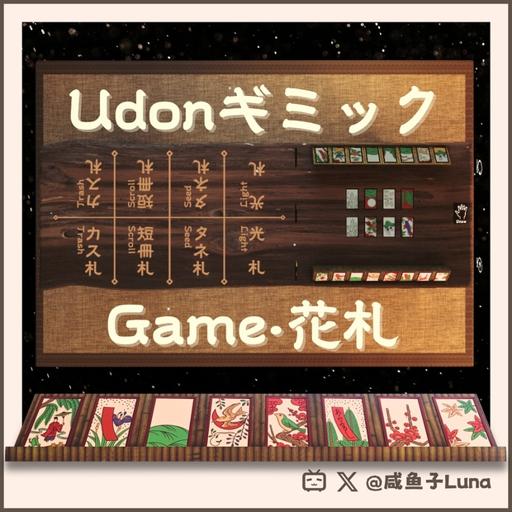 Udonギミック
カス札
Trash
短冊札
Scroll
タネ札
Seed
光札
Light
カス札
Trash
短冊札
Scroll
タネ札
Seed
光札
Light
Draw
Game·花札
@咸鱼子Luna